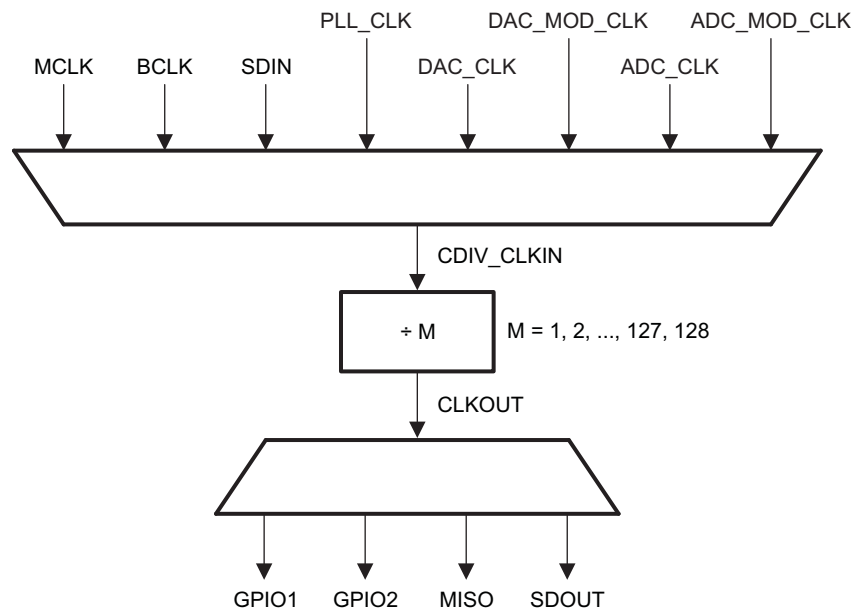 PLL_CLK DAC_MOD_CLK ADC_MOD_CLK
MCLK BCLK SDIN DAC_CLK ADC_CLK
CDIV_CLKIN
÷ M M = 1, 2, ..., 127, 128
CLKOUT
GPIO1 GPIO2 MISO SDOUT